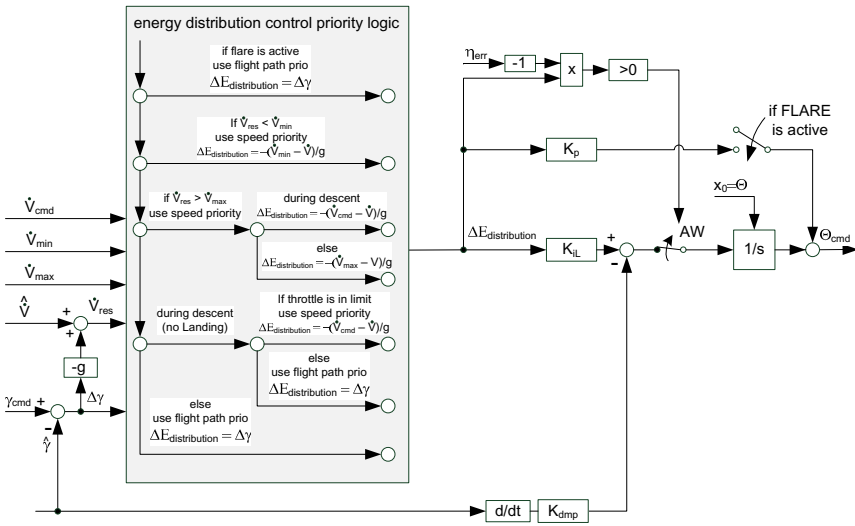 energy distribution control priority logic
if flare is active
use flight path prio
ΔE_distribution = Δγ
If V̇_res < V̇_min
use speed priority
ΔE_distribution = –(V̇_min – V̇)/g
if V̇_res > V̇_max
use speed priority
during descent
ΔE_distribution = –(V̇_cmd – V̇)/g
else
ΔE_distribution = –(V̇_max – V)/g
during descent
(no Landing)
If throttle is in limit
use speed priority
ΔE_distribution = –(V̇_cmd – V̇)/g
else
use flight path prio
ΔE_distribution = Δγ
else
use flight path prio
ΔE_distribution = Δγ
V̇_cmd
V̇_min
V̇_max
V̇̂
+
+
V̇_res
-g
γ_cmd
+
Δγ
-
γ̂
η_err
-1
x
>0
if FLARE
is active
K_p
x_0=Θ
AW
ΔE_distribution
K_iL
+
-
1/s
Θ_cmd
d/dt
K_dmp